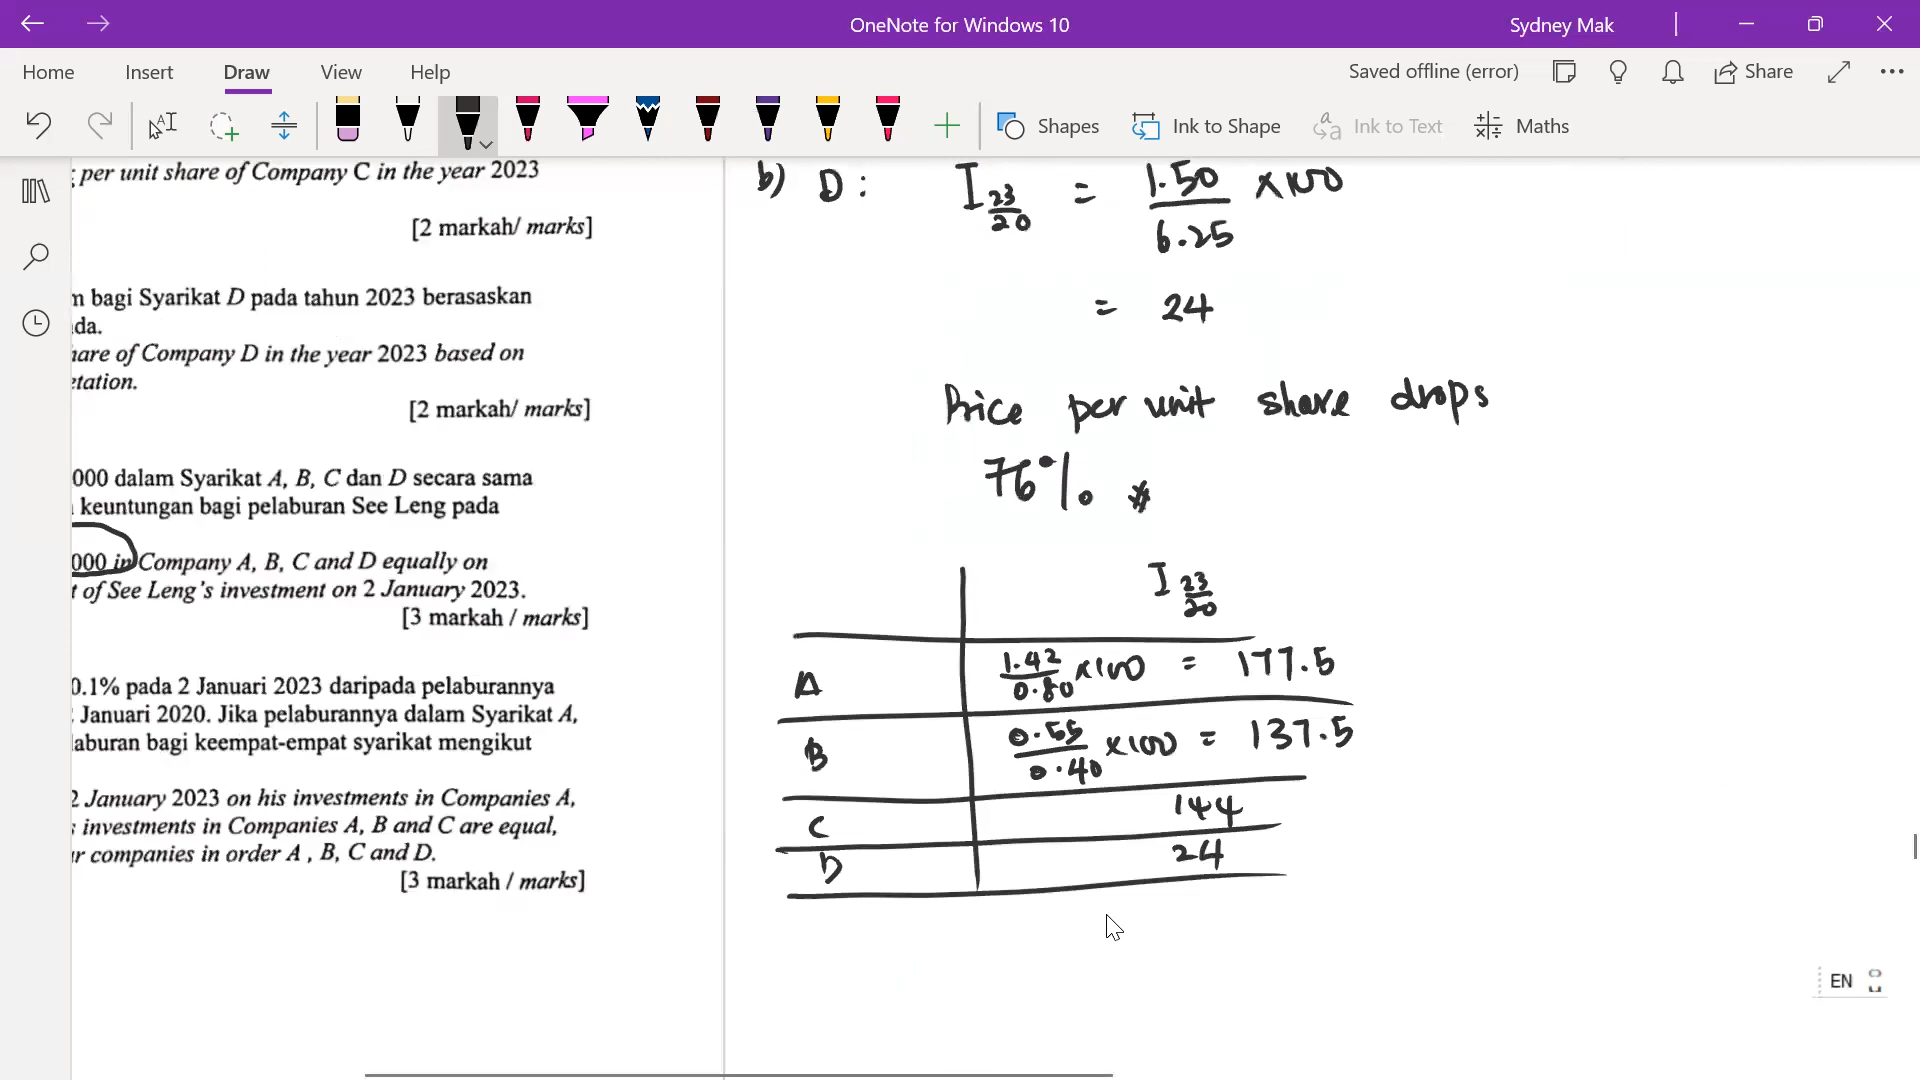 OneNote for Windows 10
Sydney Mak
Home Insert Draw View Help
Saved offline (error)
Share
Shapes
Ink to Shape
Ink to Text
Maths
per unit share of Company C in the year 2023
[2 markah/ marks]
bagi Syarikat D pada tahun 2023 berasaskan
da.
hare of Company D in the year 2023 based on
etation.
[2 markah/ marks]
000 dalam Syarikat A, B, C dan D secara sama
keuntungan bagi pelaburan See Leng pada
000 in Company A, B, C and D equally on
t of See Leng's investment on 2 January 2023.
[3 markah / marks]
0.1% pada 2 Januari 2023 daripada pelaburannya
Januari 2020. Jika pelaburannya dalam Syarikat A,
laburan bagi keempat-empat syarikat mengikut
2 January 2023 on his investments in Companies A,
investments in Companies A, B and C are equal,
ur companies in order A , B, C and D.
[3 markah / marks]
b) D : I 23/20 = 1.50/6.25 ×100
= 24
Price per unit share drops
76%
I 23/20
A 1.42/0.80 ×100 = 177.5
B 0.55/0.40 ×100 = 137.5
C 144
D 24
EN